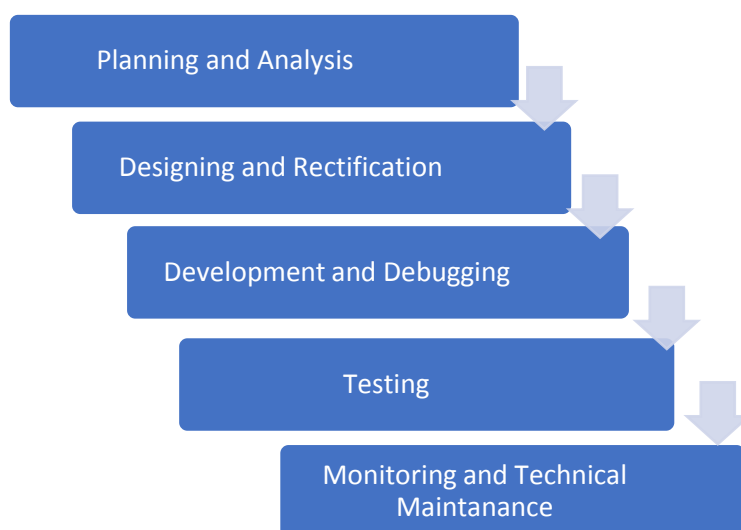 Planning and Analysis
Designing and Rectification
Development and Debugging
Testing
Monitoring and Technical
Maintanance